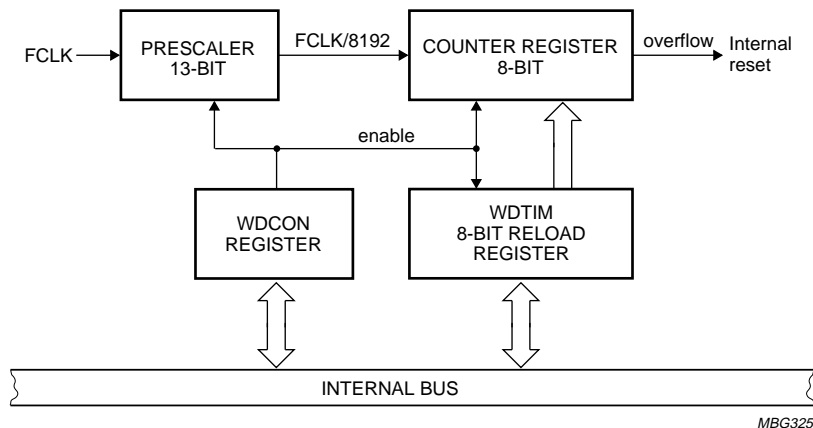 FCLK
PRESCALER
13-BIT
FCLK/8192
COUNTER REGISTER
8-BIT
overflow
Internal
reset
enable
WDCON
REGISTER
WDTIM
8-BIT RELOAD
REGISTER
INTERNAL BUS
MBG325